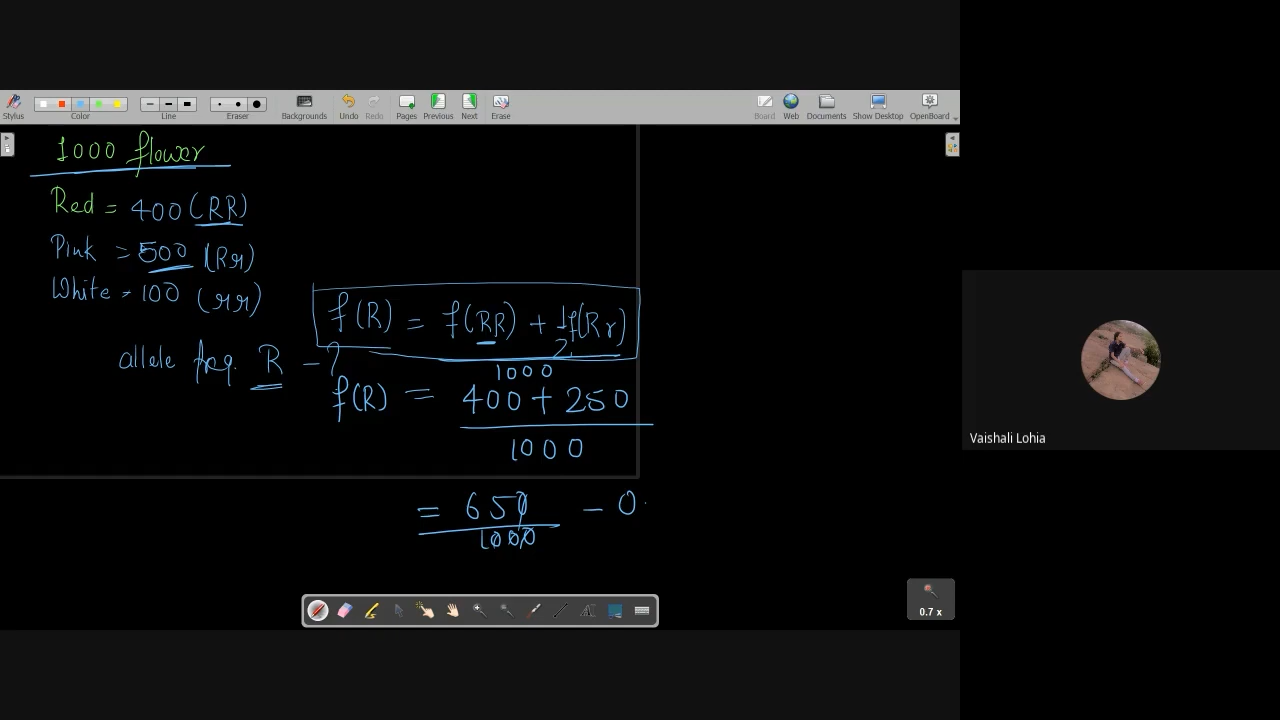 Stylus Color Line Eraser Backgrounds Undo Redo Pages Previous Next Erase Board Web Documents Show Desktop OpenBoard
1000 flower
Red = 400 (RR)
Pink = 500 (Rr)
White - 100 (rr)
f(R) = f(RR) + 1/2 f(Rr)
allele freq. R - ?
1000
f(R) = 400 + 250
1000
= 650 - 0.
1000
Vaishali Lohia
0.7 x